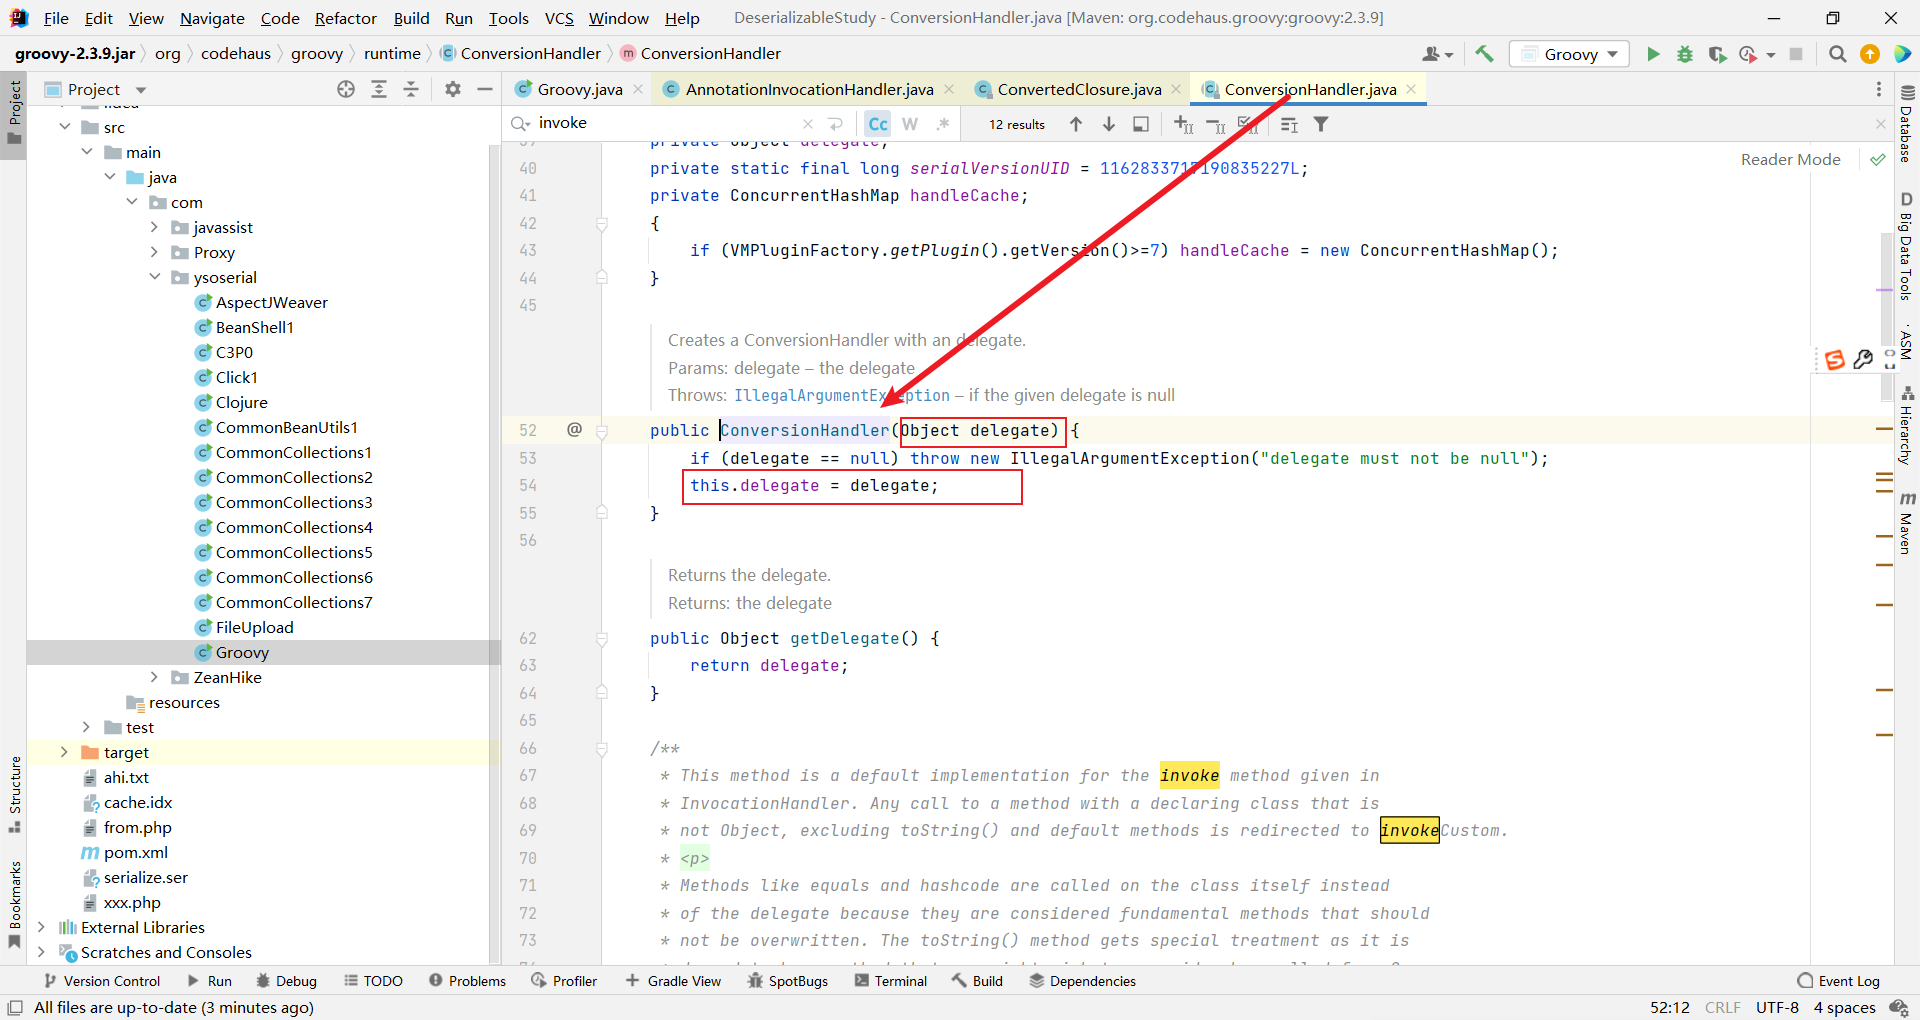 File Edit View Navigate Code Refactor Build Run Tools VCS Window Help DeserializableStudy - ConversionHandler.java [Maven: org.codehaus.groovy:groovy:2.3.9]
groovy-2.3.9.jar org codehaus groovy runtime ConversionHandler ConversionHandler Groovy
Project Groovy.java AnnotationInvocationHandler.java ConvertedClosure.java ConversionHandler.java
invoke Cc W .* 12 results
Reader Mode
Project
Structure
Bookmarks
src
main
java
com
javassist
Proxy
ysoserial
AspectJWeaver
BeanShell1
C3P0
Click1
Clojure
CommonBeanUtils1
CommonCollections1
CommonCollections2
CommonCollections3
CommonCollections4
CommonCollections5
CommonCollections6
CommonCollections7
FileUpload
Groovy
ZeanHike
resources
test
target
ahi.txt
cache.idx
from.php
pom.xml
serialize.ser
xxx.php
External Libraries
Scratches and Consoles
private Object delegate;
40 private static final long serialVersionUID = 1162833717190835227L;
41 private ConcurrentHashMap handleCache;
42 {
43 if (VMPluginFactory.getPlugin().getVersion()>=7) handleCache = new ConcurrentHashMap();
44 }
45
Creates a ConversionHandler with an delegate.
Params: delegate – the delegate
Throws: IllegalArgumentException – if the given delegate is null
52 @ public ConversionHandler(Object delegate) {
53 if (delegate == null) throw new IllegalArgumentException("delegate must not be null");
54 this.delegate = delegate;
55 }
56
Returns the delegate.
Returns: the delegate
62 public Object getDelegate() {
63 return delegate;
64 }
65
66 /**
67 * This method is a default implementation for the invoke method given in
68 * InvocationHandler. Any call to a method with a declaring class that is
69 * not Object, excluding toString() and default methods is redirected to invokeCustom.
70 * <p>
71 * Methods like equals and hashcode are called on the class itself instead
72 * of the delegate because they are considered fundamental methods that should
73 * not be overwritten. The toString() method gets special treatment as it is
Database
D Big Data Tools
ASM
Hierarchy
m Maven
Version Control Run Debug TODO Problems Profiler Gradle View SpotBugs Terminal Build Dependencies Event Log
All files are up-to-date (3 minutes ago) 52:12 CRLF UTF-8 4 spaces